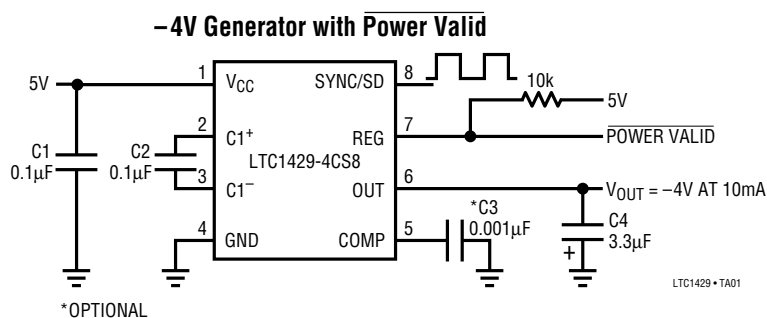 –4V Generator with Power Valid
1
VCC
SYNC/SD
8
5V
10k
5V
2
C1+
REG
7
POWER VALID
C1
0.1µF
C2
0.1µF
LTC1429-4CS8
3
C1–
OUT
6
VOUT = –4V AT 10mA
*C3
0.001µF
C4
3.3µF
+
4
GND
COMP
5
LTC1429 • TA01
*OPTIONAL